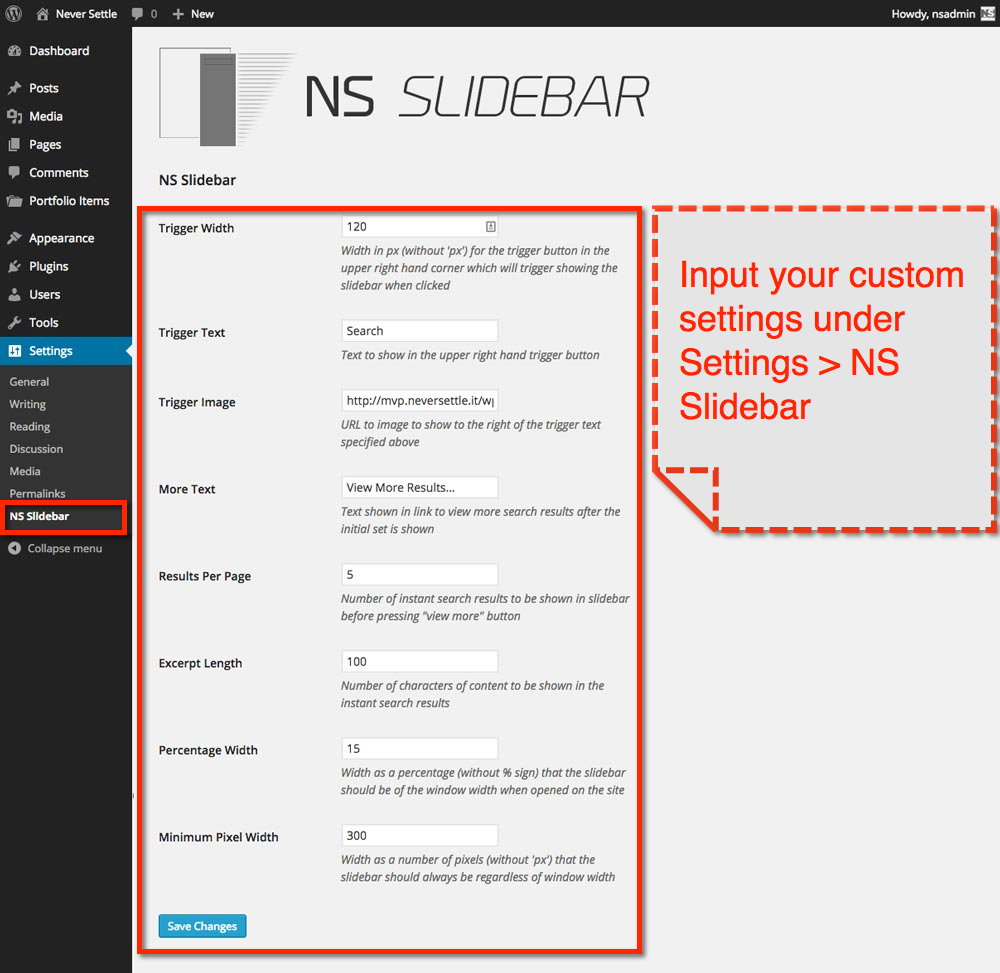 Never Settle 0 New Howdy, nsadmin NS
Dashboard
Posts
Media
Pages
Comments
Portfolio Items
Appearance
Plugins
Users
Tools
Settings
General
Writing
Reading
Discussion
Media
Permalinks
NS Slidebar
Collapse menu
NS SLIDEBAR
NS Slidebar
Trigger Width 120
Width in px (without 'px') for the trigger button in the
upper right hand corner which will trigger showing the
slidebar when clicked
Trigger Text Search
Text to show in the upper right hand trigger button
Trigger Image http://mvp.neversettle.it/wp
URL to image to show to the right of the trigger text
specified above
More Text View More Results...
Text shown in link to view more search results after the
initial set is shown
Results Per Page 5
Number of instant search results to be shown in slidebar
before pressing "view more" button
Excerpt Length 100
Number of characters of content to be shown in the
instant search results
Percentage Width 15
Width as a percentage (without % sign) that the slidebar
should be of the window width when opened on the site
Minimum Pixel Width 300
Width as a number of pixels (without 'px') that the
slidebar should always be regardless of window width
Save Changes
Input your custom
settings under
Settings > NS
Slidebar